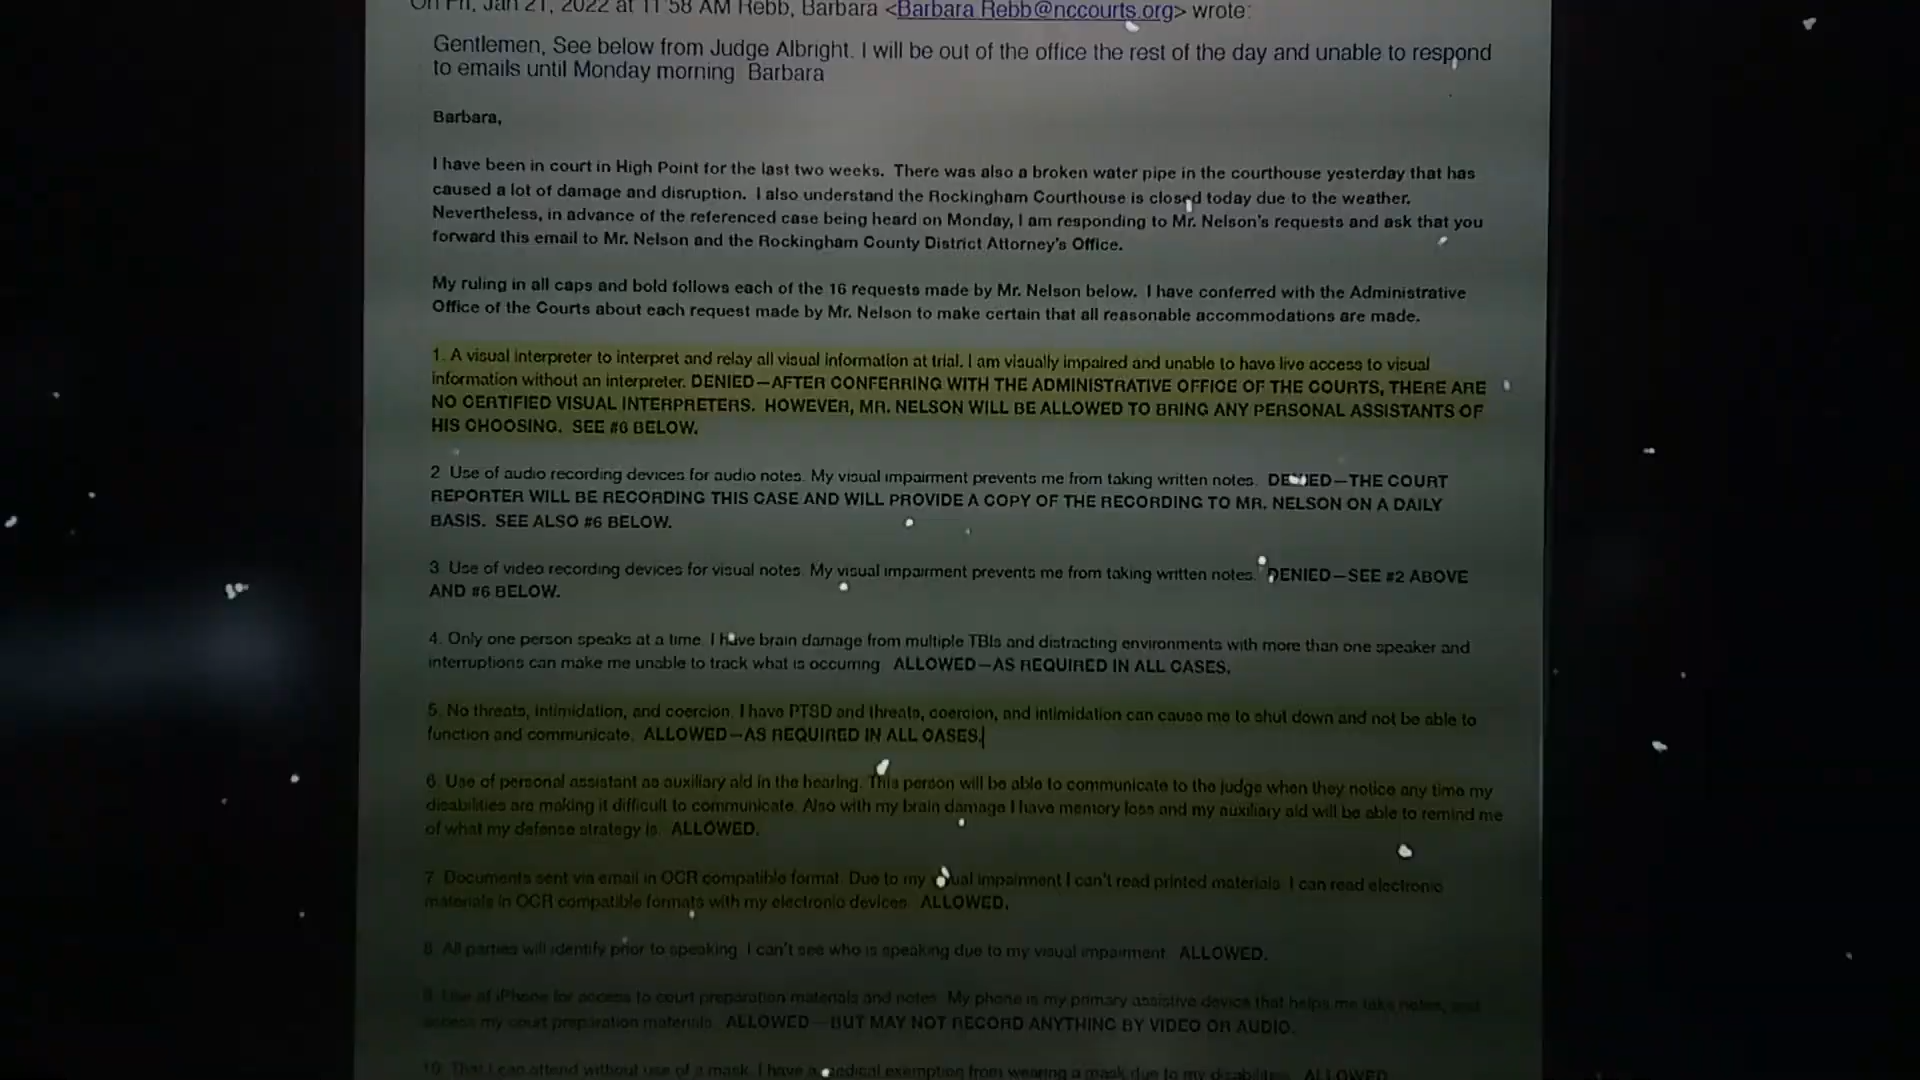 On Fri, Jan 21, 2022 at 11:58 AM Rebb, Barbara <Barbara.Rebb@nccourts.org> wrote:
Gentlemen, See below from Judge Albright. I will be out of the office the rest of the day and unable to respond
to emails until Monday morning Barbara
Barbara,
I have been in court in High Point for the last two weeks. There was also a broken water pipe in the courthouse yesterday that has
caused a lot of damage and disruption. I also understand the Rockingham Courthouse is closed today due to the weather.
Nevertheless, in advance of the referenced case being heard on Monday, I am responding to Mr. Nelson's requests and ask that you
forward this email to Mr. Nelson and the Rockingham County District Attorney's Office.
My ruling in all caps and bold follows each of the 16 requests made by Mr. Nelson below. I have conferred with the Administrative
Office of the Courts about each request made by Mr. Nelson to make certain that all reasonable accommodations are made.
1. A visual interpreter to interpret and relay all visual information at trial. I am visually impaired and unable to have live access to visual
information without an interpreter. DENIED—AFTER CONFERRING WITH THE ADMINISTRATIVE OFFICE OF THE COURTS, THERE ARE
NO CERTIFIED VISUAL INTERPRETERS. HOWEVER, MR. NELSON WILL BE ALLOWED TO BRING ANY PERSONAL ASSISTANTS OF
HIS CHOOSING. SEE #6 BELOW.
2. Use of audio recording devices for audio notes. My visual impairment prevents me from taking written notes. DENIED—THE COURT
REPORTER WILL BE RECORDING THIS CASE AND WILL PROVIDE A COPY OF THE RECORDING TO MR. NELSON ON A DAILY
BASIS. SEE ALSO #6 BELOW.
3. Use of video recording devices for visual notes. My visual impairment prevents me from taking written notes. DENIED—SEE #2 ABOVE
AND #6 BELOW.
4. Only one person speaks at a time. I have brain damage from multiple TBIs and distracting environments with more than one speaker and
interruptions can make me unable to track what is occurring. ALLOWED—AS REQUIRED IN ALL CASES.
5. No threats, intimidation, and coercion. I have PTSD and threats, coercion, and intimidation can cause me to shut down and not be able to
function and communicate. ALLOWED—AS REQUIRED IN ALL CASES.
6. Use of personal assistant as auxiliary aid in the hearing. This person will be able to communicate to the judge when they notice any time my
disabilities are making it difficult to communicate. Also with my brain damage I have memory loss and my auxiliary aid will be able to remind me
of what my defense strategy is. ALLOWED.
7. Documents sent via email in OCR compatible format. Due to my visual impairment I can't read printed materials. I can read electronic
materials in OCR compatible formats with my electronic devices. ALLOWED.
8. All parties will identify prior to speaking. I can't see who is speaking due to my visual impairment. ALLOWED.
9. Use of iPhone for access to court preparation materials and notes. My phone is my primary assistive device that helps me take notes, and
access my court preparation materials. ALLOWED—BUT MAY NOT RECORD ANYTHING BY VIDEO OR AUDIO.
10. That I can attend without use of a mask. I have a medical exemption from wearing a mask due to my disabilities. ALLOWED